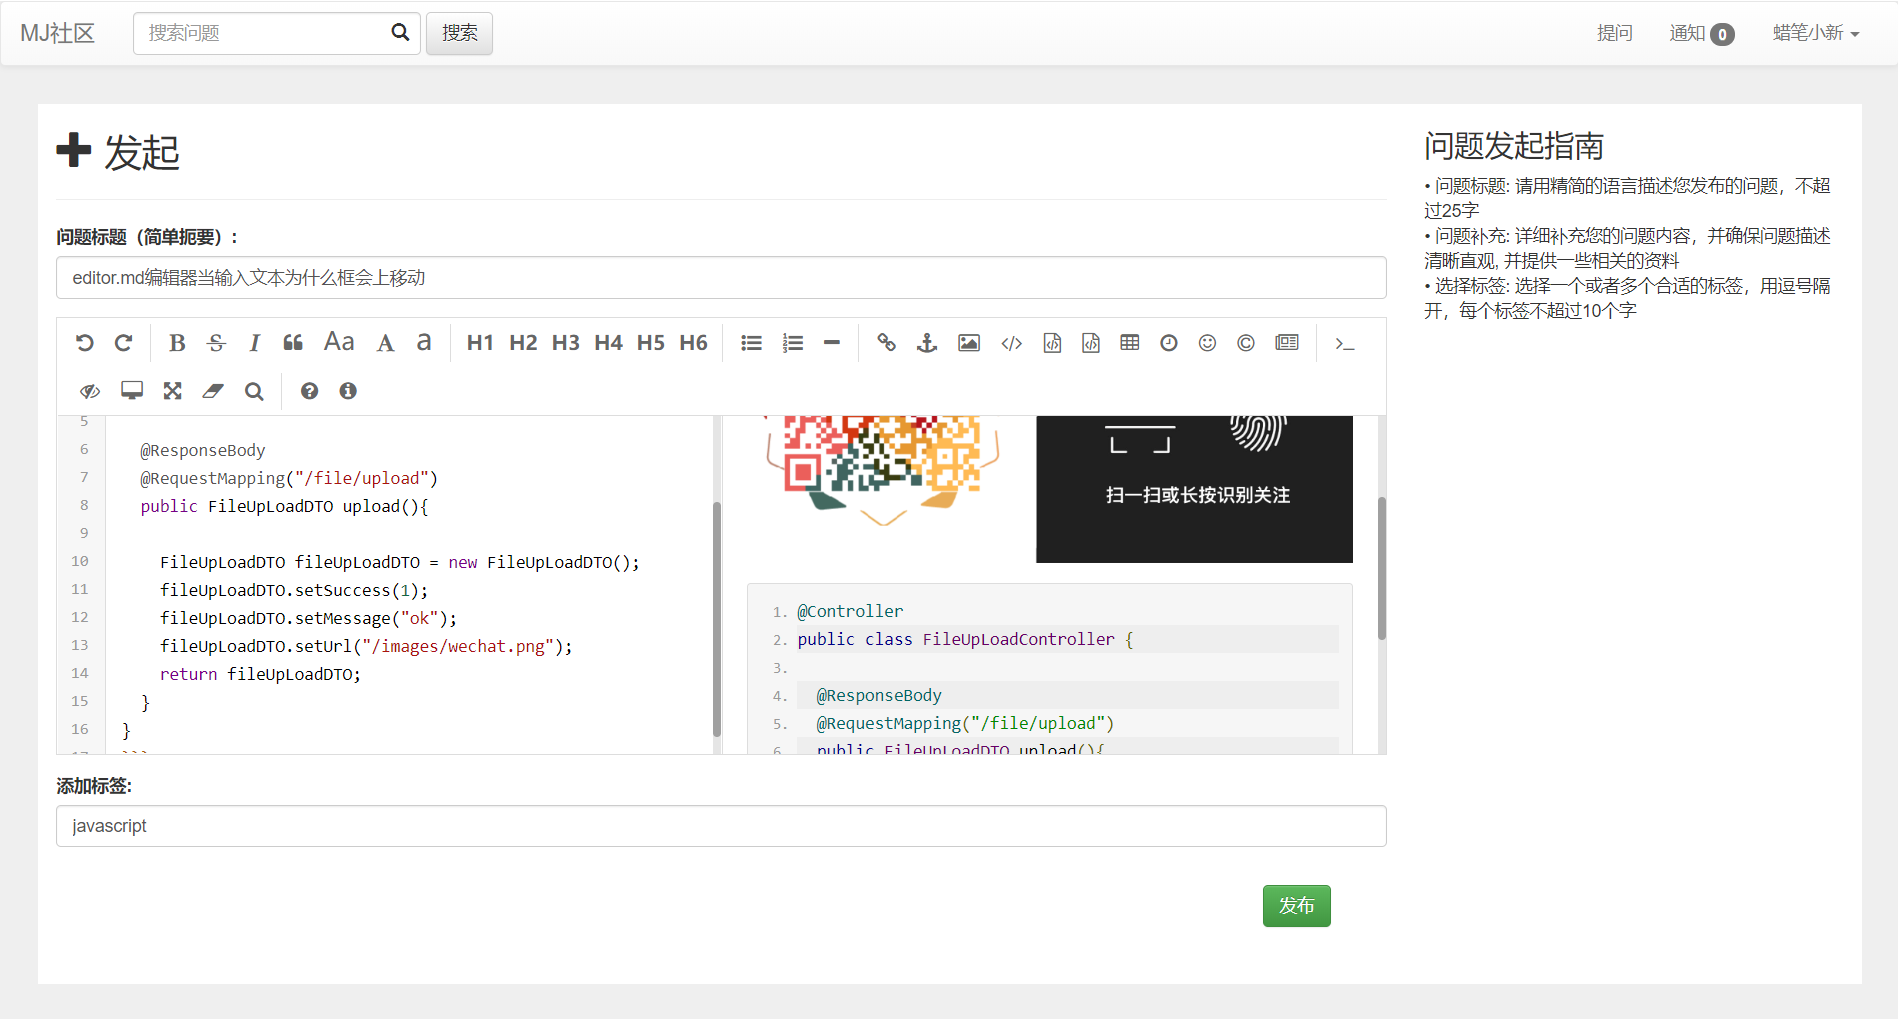 MJ社区
搜索问题
搜索
提问
通知 0
蜡笔小新
发起
问题标题（简单扼要）:
editor.md编辑器当输入文本为什么框会上移动
B S I Aa A a H1 H2 H3 H4 H5 H6
5
6 @ResponseBody
7 @RequestMapping("/file/upload")
8 public FileUpLoadDTO upload(){
9
10 FileUpLoadDTO fileUpLoadDTO = new FileUpLoadDTO();
11 fileUpLoadDTO.setSuccess(1);
12 fileUpLoadDTO.setMessage("ok");
13 fileUpLoadDTO.setUrl("/images/wechat.png");
14 return fileUpLoadDTO;
15 }
16 }
17 ```
扫一扫或长按识别关注
1. @Controller
2. public class FileUpLoadController {
3.
4. @ResponseBody
5. @RequestMapping("/file/upload")
6. public FileUpLoadDTO upload(){
添加标签:
javascript
发布
问题发起指南
• 问题标题: 请用精简的语言描述您发布的问题，不超
过25字
• 问题补充: 详细补充您的问题内容，并确保问题描述
清晰直观, 并提供一些相关的资料
• 选择标签: 选择一个或者多个合适的标签，用逗号隔
开，每个标签不超过10个字